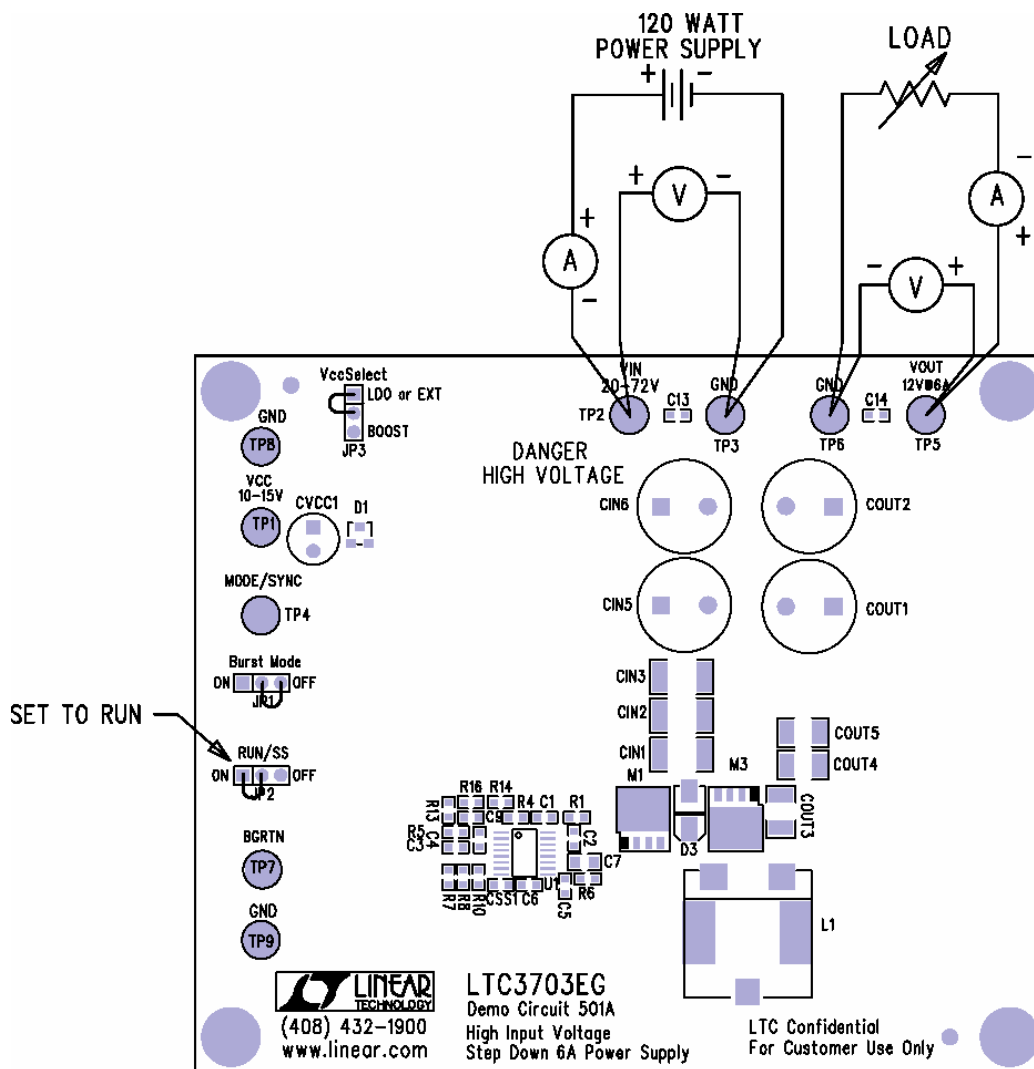 120 WATT
POWER SUPPLY
LOAD
+ -
+ V -
+
A
-
-
A
+
- V +
VccSelect
LDO or EXT
BOOST
JP3
GND
TP8
VCC
10-15V
TP1
CVCC1
D1
MODE/SYNC
TP4
Burst Mode
ON OFF
JP1
SET TO RUN
RUN/SS
ON OFF
JP2
BGRTN
TP7
GND
TP9
VIN
20-72V
TP2
C13
GND
TP3
GND
TP6
C14
VOUT
12V@6A
TP5
DANGER
HIGH VOLTAGE
CIN6
COUT2
CIN5
COUT1
CIN3
CIN2
CIN1
COUT5
COUT4
M1
M3
COUT3
D3
R16 R14
R13
C9 R4 C1 R1
R5
C3 C4
C2
C7
R6
R7 R8 R10
CSS1 C6 U1
C5
L1
LINEAR
TECHNOLOGY
(408) 432-1900
www.linear.com
LTC3703EG
Demo Circuit 501A
High Input Voltage
Step Down 6A Power Supply
LTC Confidential
For Customer Use Only